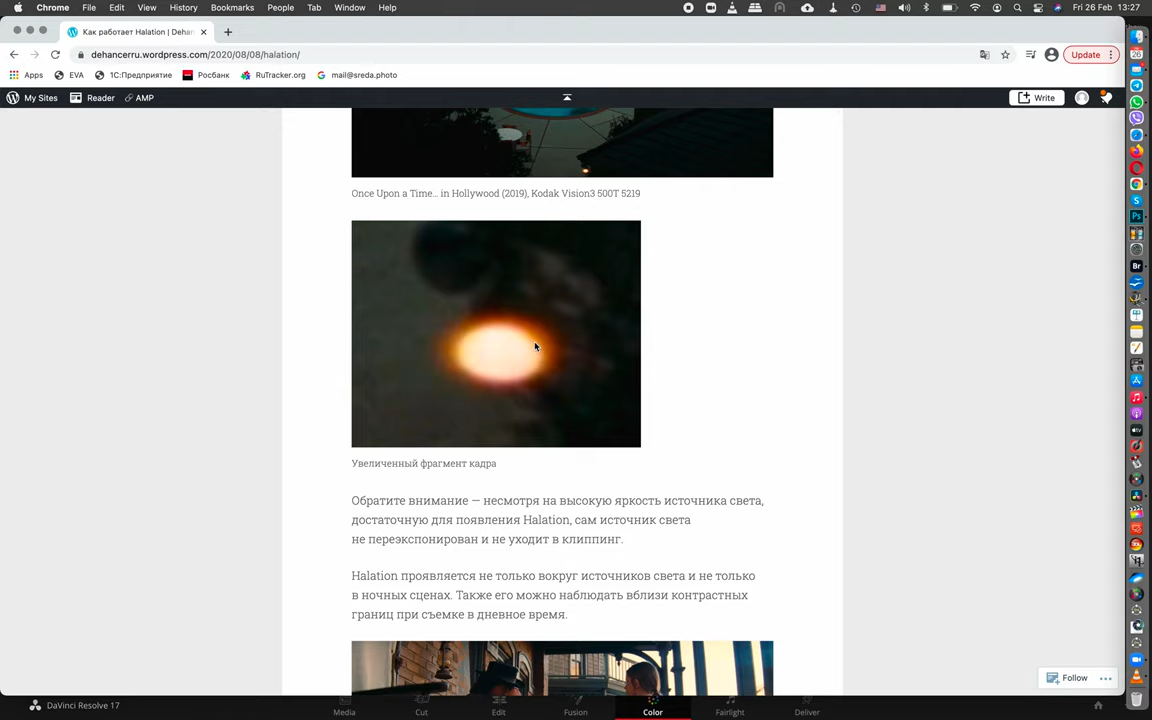 Chrome File Edit View History Bookmarks People Tab Window Help Fri 26 Feb 13:27
Как работает Halation | Dehan
dehancerru.wordpress.com/2020/08/08/halation/ Update
Apps EVA 1С:Предприятие Росбанк RuTracker.org mail@sreda.photo
My Sites Reader AMP Write
Once Upon a Time… in Hollywood (2019), Kodak Vision3 500T 5219
Увеличенный фрагмент кадра
Обратите внимание — несмотря на высокую яркость источника света,
достаточную для появления Halation, сам источник света
не переэкспонирован и не уходит в клиппинг.
Halation проявляется не только вокруг источников света и не только
в ночных сценах. Также его можно наблюдать вблизи контрастных
границ при съемке в дневное время.
Follow
DaVinci Resolve 17 Media Cut Edit Fusion Color Fairlight Deliver
26
Ps
Br
tv